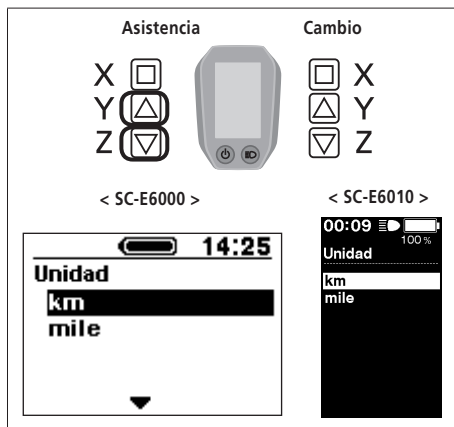 Asistencia Cambio
X X
Y Y
Z Z
< SC-E6000 > < SC-E6010 >
14:25
Unidad
km
mile
00:09
100 %
Unidad
km
mile